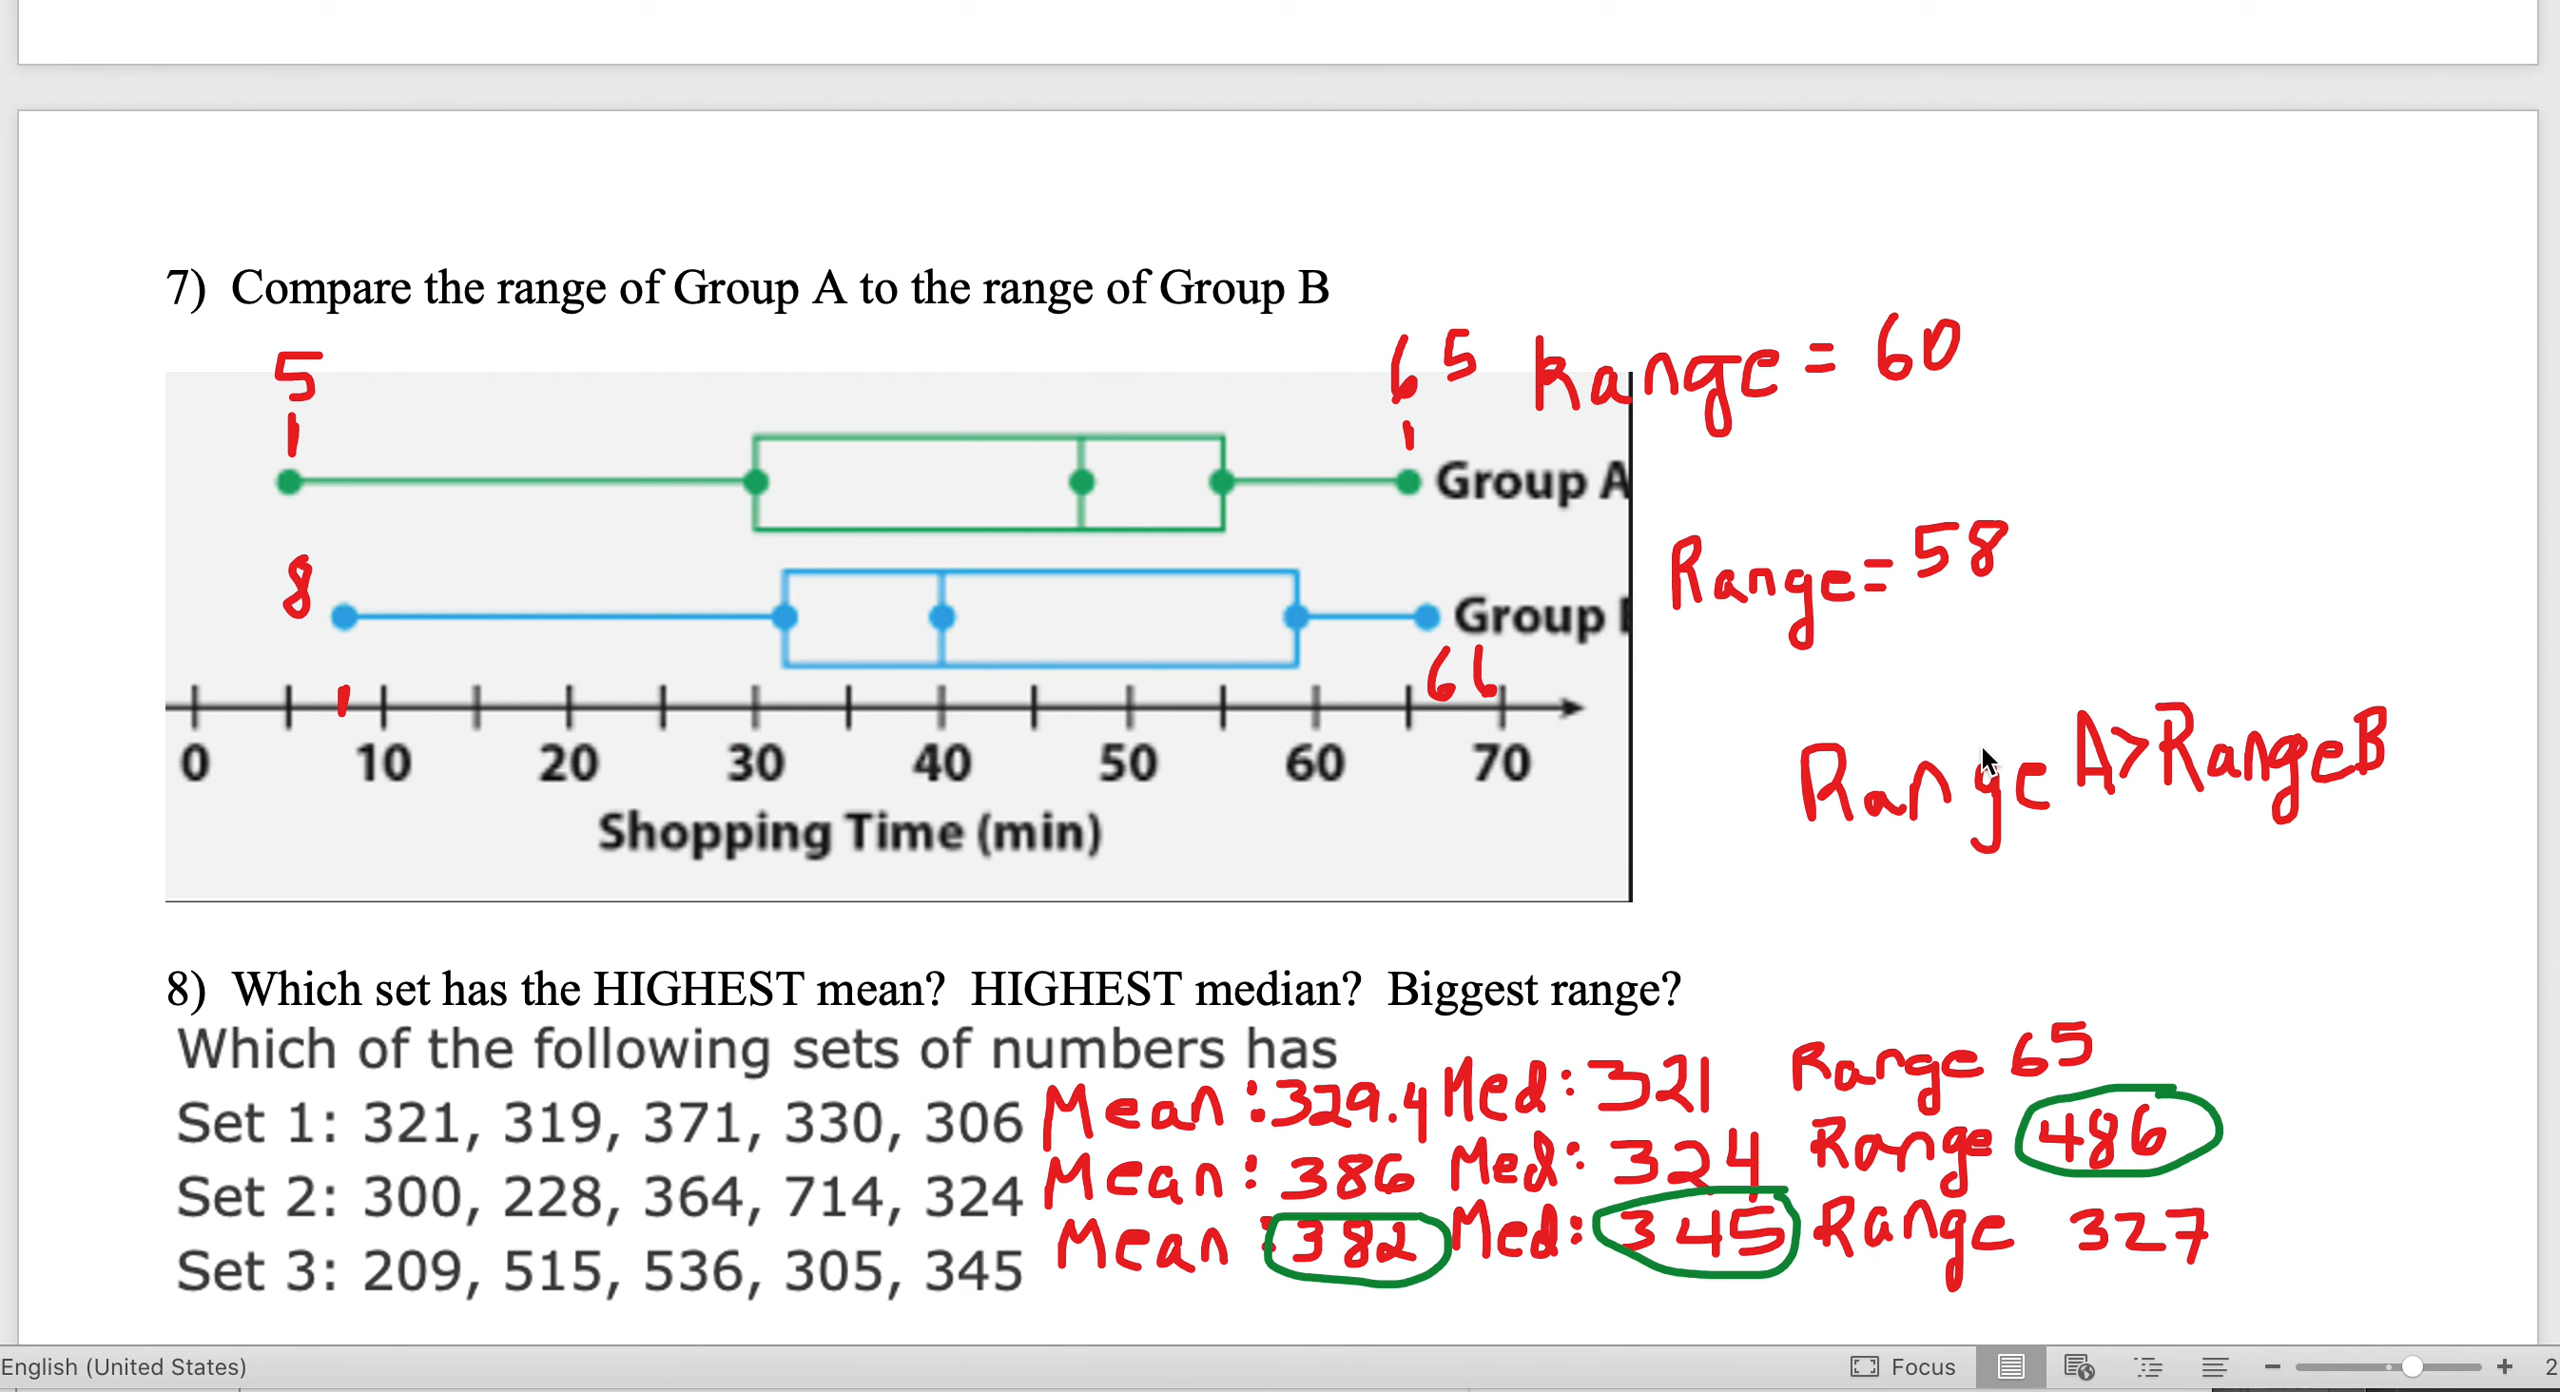 7) Compare the range of Group A to the range of Group B
5
65 Range = 60
Group A
Range = 58
8
Group
66
0 10 20 30 40 50 60 70
Shopping Time (min)
Range A > Range B
8) Which set has the HIGHEST mean? HIGHEST median? Biggest range?
Which of the following sets of numbers has
Set 1: 321, 319, 371, 330, 306 Mean : 329.4 Med: 321 Range 65
Set 2: 300, 228, 364, 714, 324 Mean : 386 Med: 324 Range 486
Set 3: 209, 515, 536, 305, 345 Mean : 382 Med: 345 Range 327
English (United States) Focus 2